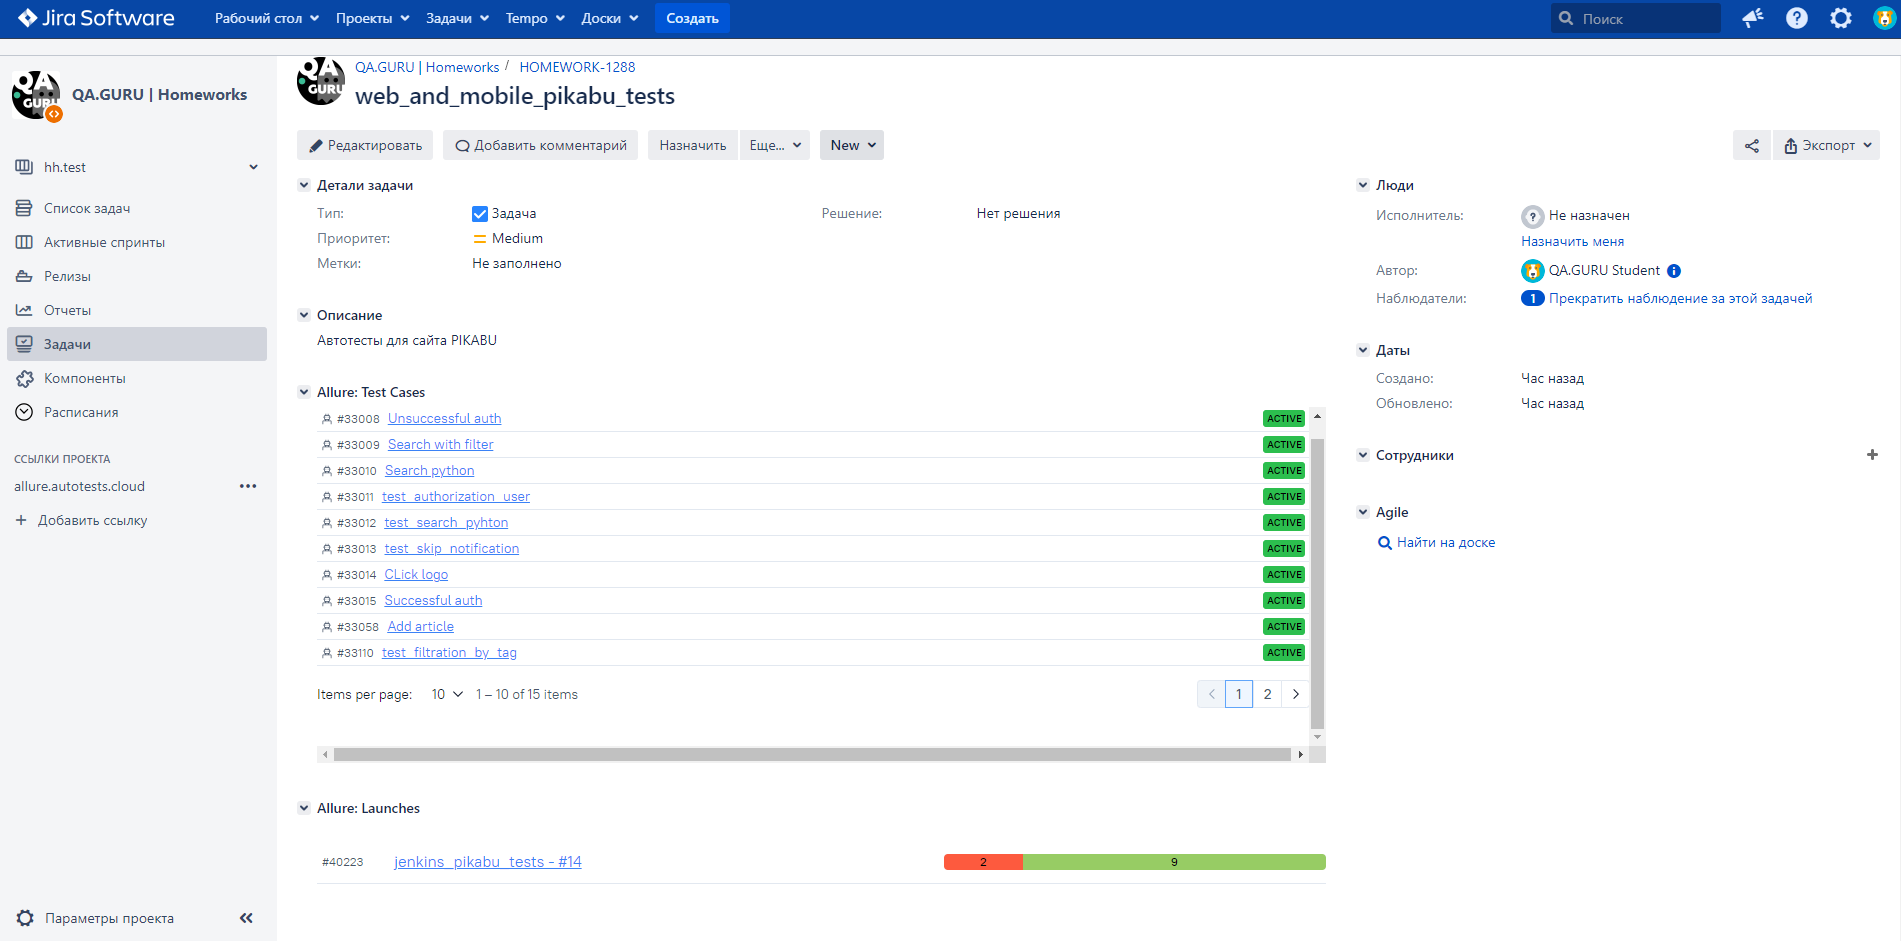 Jira Software Рабочий стол Проекты Задачи Tempo Доски Создать Поиск
QA.GURU | Homeworks
hh.test
Список задач
Активные спринты
Релизы
Отчеты
Задачи
Компоненты
Расписания
ССЫЛКИ ПРОЕКТА
allure.autotests.cloud
Добавить ссылку
Параметры проекта
QA.GURU | Homeworks / HOMEWORK-1288
web_and_mobile_pikabu_tests
Редактировать Добавить комментарий Назначить Еще... New Экспорт
Детали задачи
Тип: Задача Решение: Нет решения
Приоритет: Medium
Метки: Не заполнено
Описание
Автотесты для сайта PIKABU
Allure: Test Cases
#33008 Unsuccessful auth ACTIVE
#33009 Search with filter ACTIVE
#33010 Search python ACTIVE
#33011 test_authorization_user ACTIVE
#33012 test_search_pyhton ACTIVE
#33013 test_skip_notification ACTIVE
#33014 CLick logo ACTIVE
#33015 Successful auth ACTIVE
#33058 Add article ACTIVE
#33110 test_filtration_by_tag ACTIVE
Items per page: 10 1 – 10 of 15 items 1 2
Allure: Launches
#40223 jenkins_pikabu_tests - #14 2 9
Люди
Исполнитель: Не назначен
Назначить меня
Автор: QA.GURU Student
Наблюдатели: 1 Прекратить наблюдение за этой задачей
Даты
Создано: Час назад
Обновлено: Час назад
Сотрудники
Agile
Найти на доске